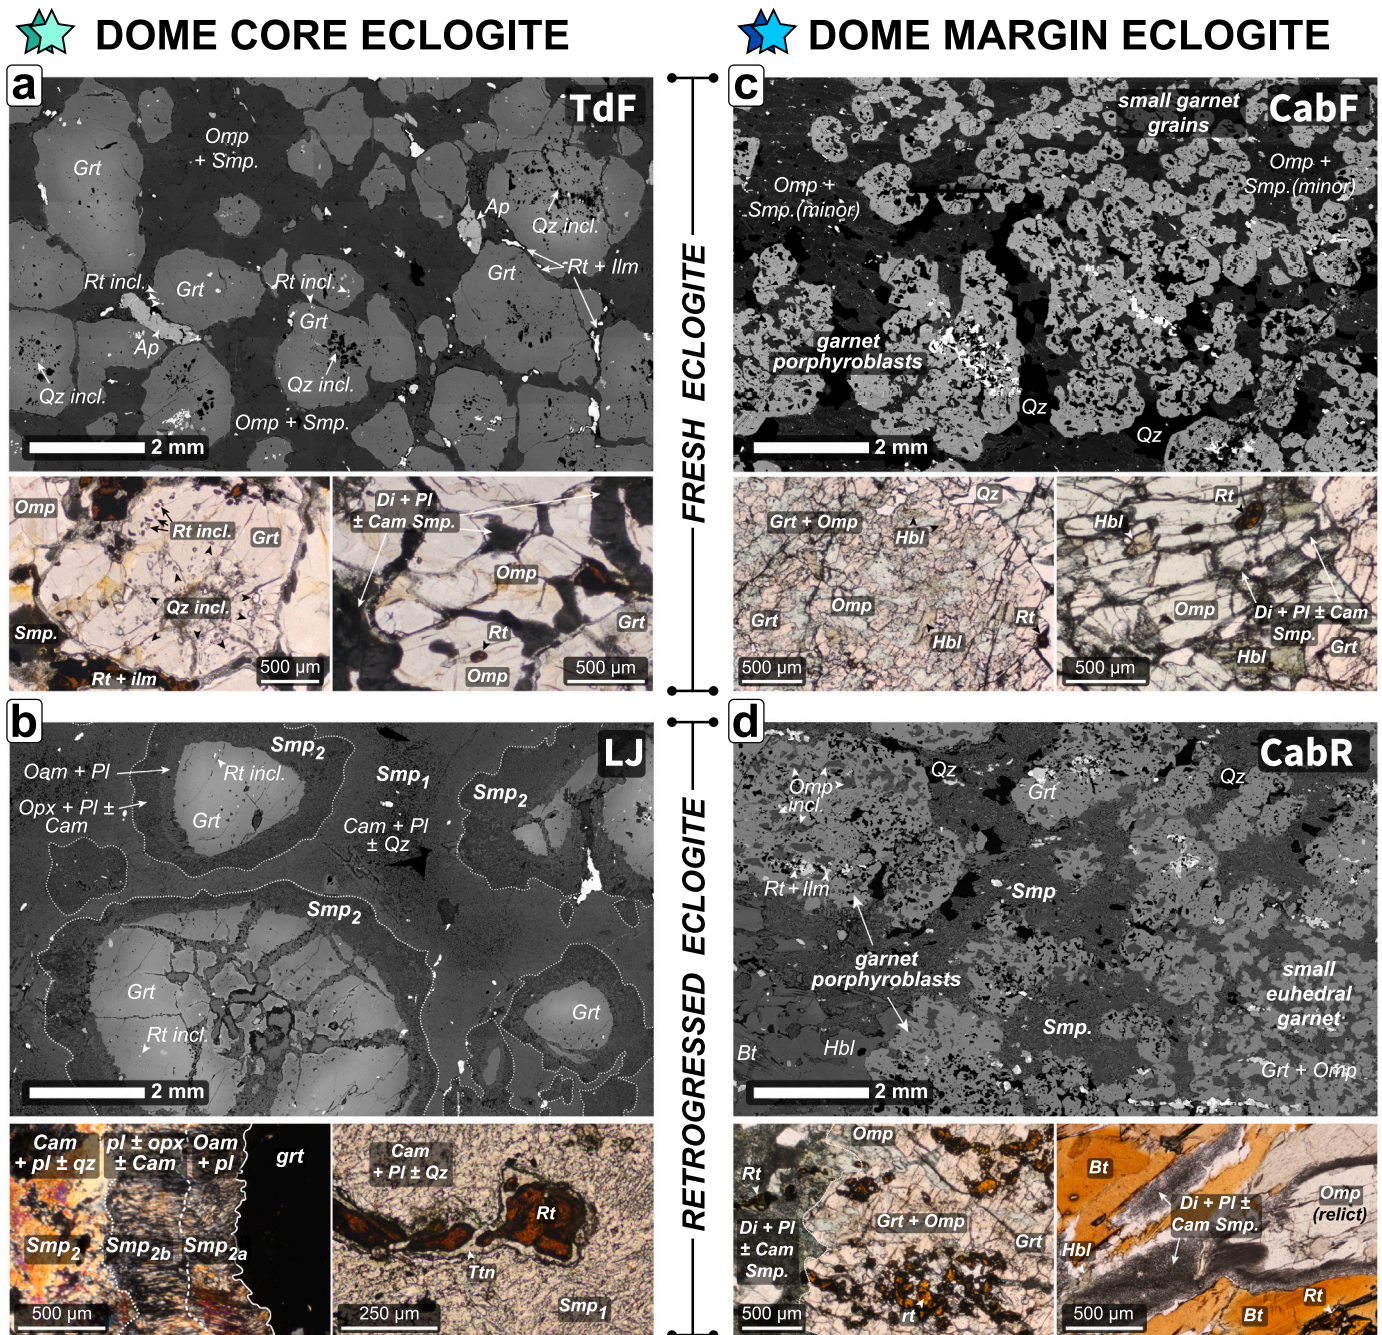 DOME CORE ECLOGITE
DOME MARGIN ECLOGITE
a
TdF
Omp
+ Smp.
Grt
Ap
Qz incl.
Rt + Ilm
Grt
Rt incl.
Grt
Rt incl.
Grt
Ap
Qz incl.
Qz incl.
Omp + Smp.
2 mm
Omp
Rt incl.
Grt
Qz incl.
Smp.
Rt + ilm
500 µm
Di + Pl
± Cam Smp.
Omp
Rt
Omp
Grt
500 µm
FRESH ECLOGITE
c
CabF
small garnet
grains
Omp +
Smp.(minor)
Omp +
Smp.(minor)
garnet
porphyroblasts
Qz
Qz
2 mm
Qz
Grt + Omp
Hbl
Omp
Grt
Hbl
Rt
500 µm
Rt
Hbl
Omp
Di + Pl ± Cam
Smp.
Hbl
Grt
500 µm
b
LJ
Smp2
Oam + Pl
Rt incl.
Smp1
Smp2
Opx + Pl ±
Cam
Grt
Cam + Pl
± Qz
Smp2
Grt
Grt
Rt incl.
2 mm
Cam
+ pl ± qz
pl ± opx
± Cam
Oam
+ pl
grt
Smp2
Smp2b
Smp2a
500 µm
Cam
+ Pl ± Qz
Rt
Ttn
Smp1
250 µm
RETROGRESSED ECLOGITE
d
CabR
Qz
Qz
Omp
incl.
Grt
Rt + Ilm
Smp
garnet
porphyroblasts
small
euhedral
garnet
Smp.
Bt
Hbl
Grt + Omp
2 mm
Omp
Rt
Di + Pl
± Cam
Smp.
Grt + Omp
Grt
rt
500 µm
Bt
Di + Pl ±
Cam Smp.
Omp
(relict)
Hbl
Rt
Bt
500 µm